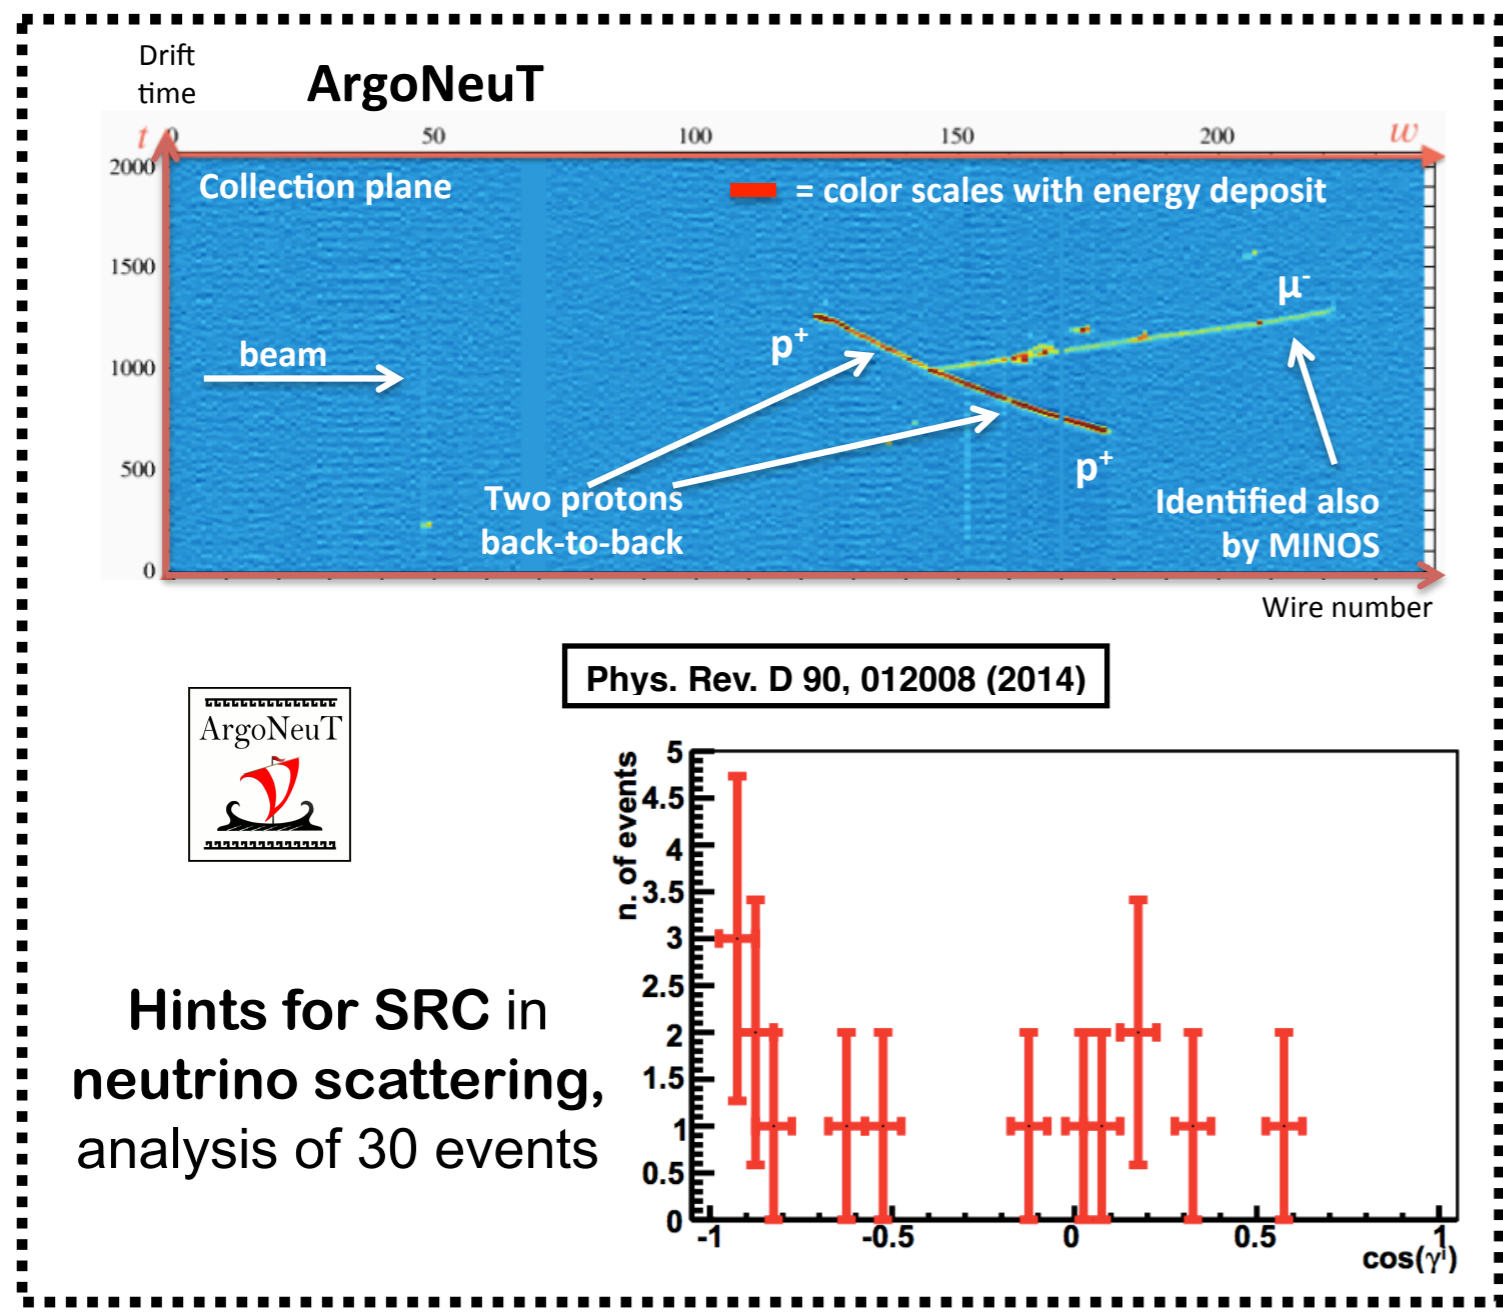 Drift
time
ArgoNeuT
t 0 50 100 150 200 w
2000
Collection plane
= color scales with energy deposit
1500
μ-
p+
beam
1000
500
p+
Two protons
back-to-back
Identified also
by MINOS
0
Wire number
Phys. Rev. D 90, 012008 (2014)
ArgoNeuT
n. of events
5
4.5
4
3.5
3
2.5
2
1.5
1
0.5
0
-1 -0.5 0 0.5 1
cos(γi)
Hints for SRC in
neutrino scattering,
analysis of 30 events